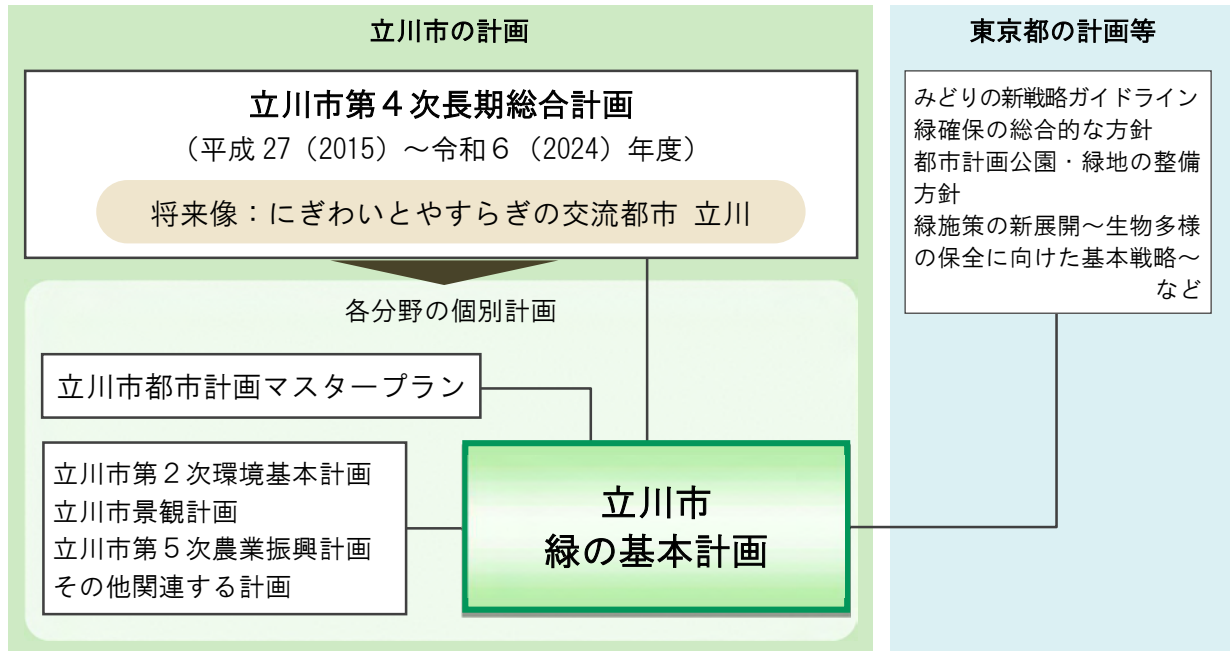 立川市の計画
立川市第４次長期総合計画
（平成 27（2015）～令和６（2024）年度）
将来像：にぎわいとやすらぎの交流都市 立川
各分野の個別計画
立川市都市計画マスタープラン
立川市第２次環境基本計画
立川市景観計画
立川市第５次農業振興計画
その他関連する計画
立川市
緑の基本計画
東京都の計画等
みどりの新戦略ガイドライン
緑確保の総合的な方針
都市計画公園・緑地の整備
方針
緑施策の新展開～生物多様
の保全に向けた基本戦略～
など